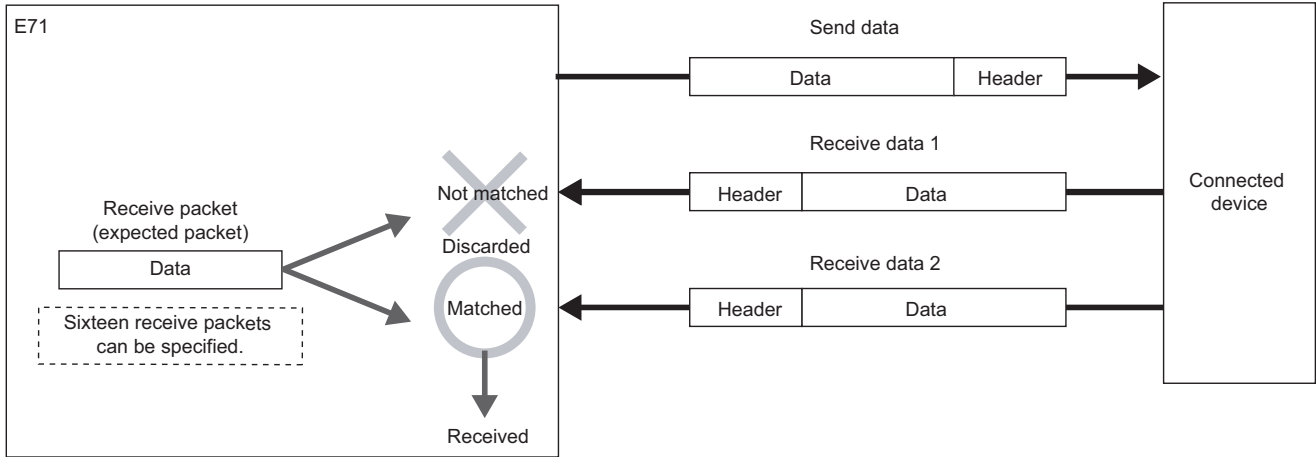 E71
Send data
Data
Header
Receive data 1
Header
Data
Not matched
Discarded
Receive packet
(expected packet)
Data
Sixteen receive packets
can be specified.
Receive data 2
Header
Data
Matched
Received
Connected
device